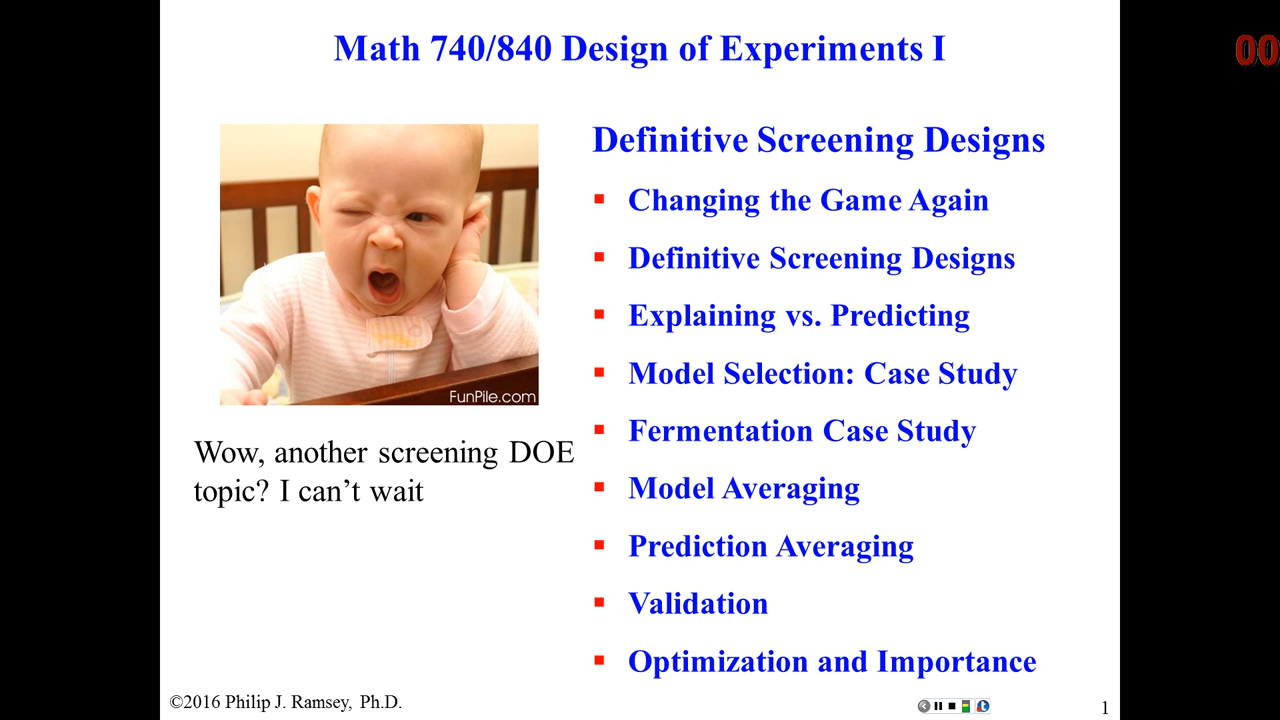 Math 740/840 Design of Experiments I
00
Definitive Screening Designs
Changing the Game Again
Definitive Screening Designs
Explaining vs. Predicting
Model Selection: Case Study
Fermentation Case Study
Model Averaging
Prediction Averaging
Validation
Optimization and Importance
FunPile.com
Wow, another screening DOE
topic? I can’t wait
©2016 Philip J. Ramsey, Ph.D.
1